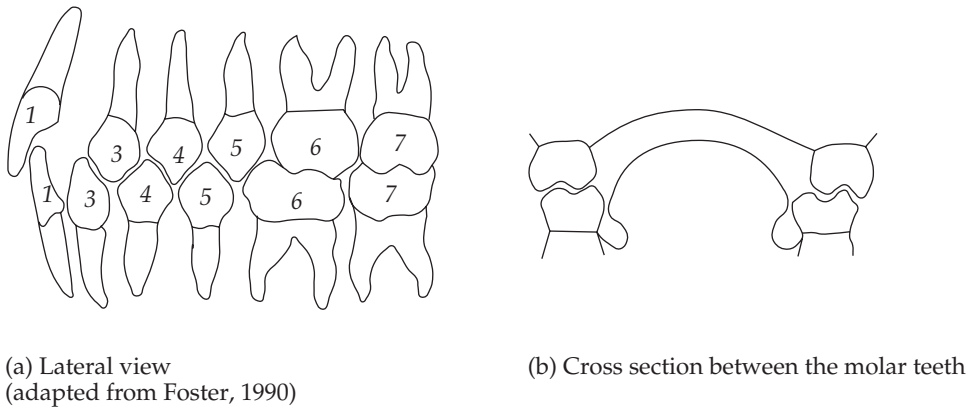 1 3 4 5 6 7
1 3 4 5 6 7
(a) Lateral view
(adapted from Foster, 1990)
(b) Cross section between the molar teeth